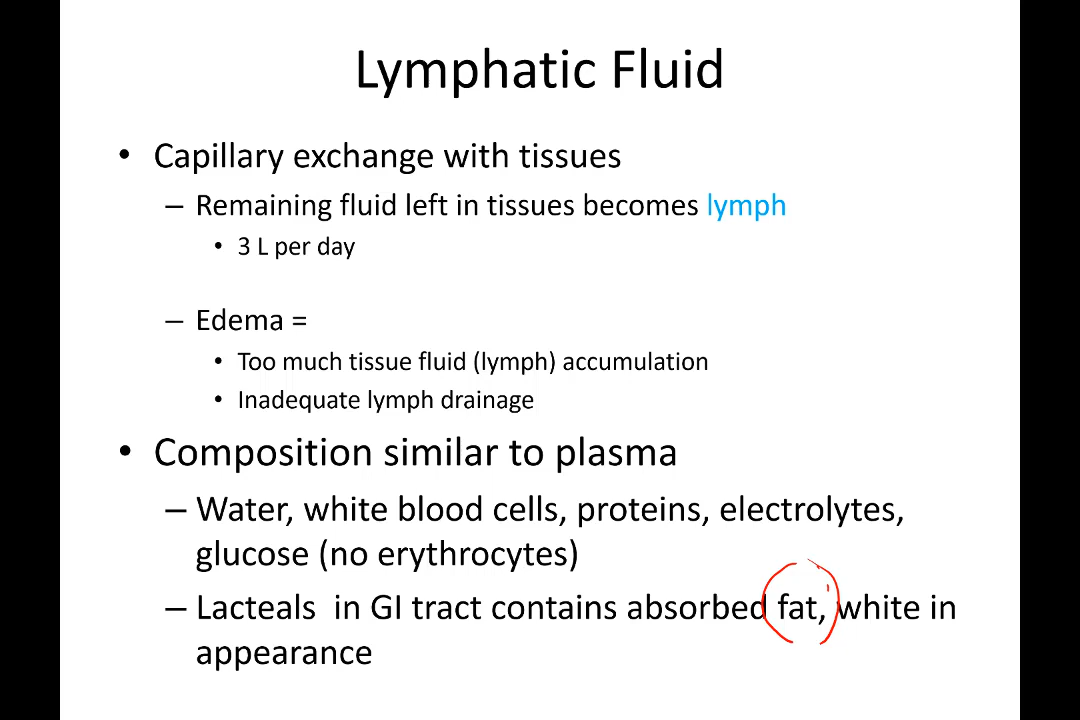 Lymphatic Fluid
• Capillary exchange with tissues
– Remaining fluid left in tissues becomes lymph
• 3 L per day
– Edema =
• Too much tissue fluid (lymph) accumulation
• Inadequate lymph drainage
• Composition similar to plasma
– Water, white blood cells, proteins, electrolytes,
glucose (no erythrocytes)
– Lacteals in GI tract contains absorbed fat, white in
appearance